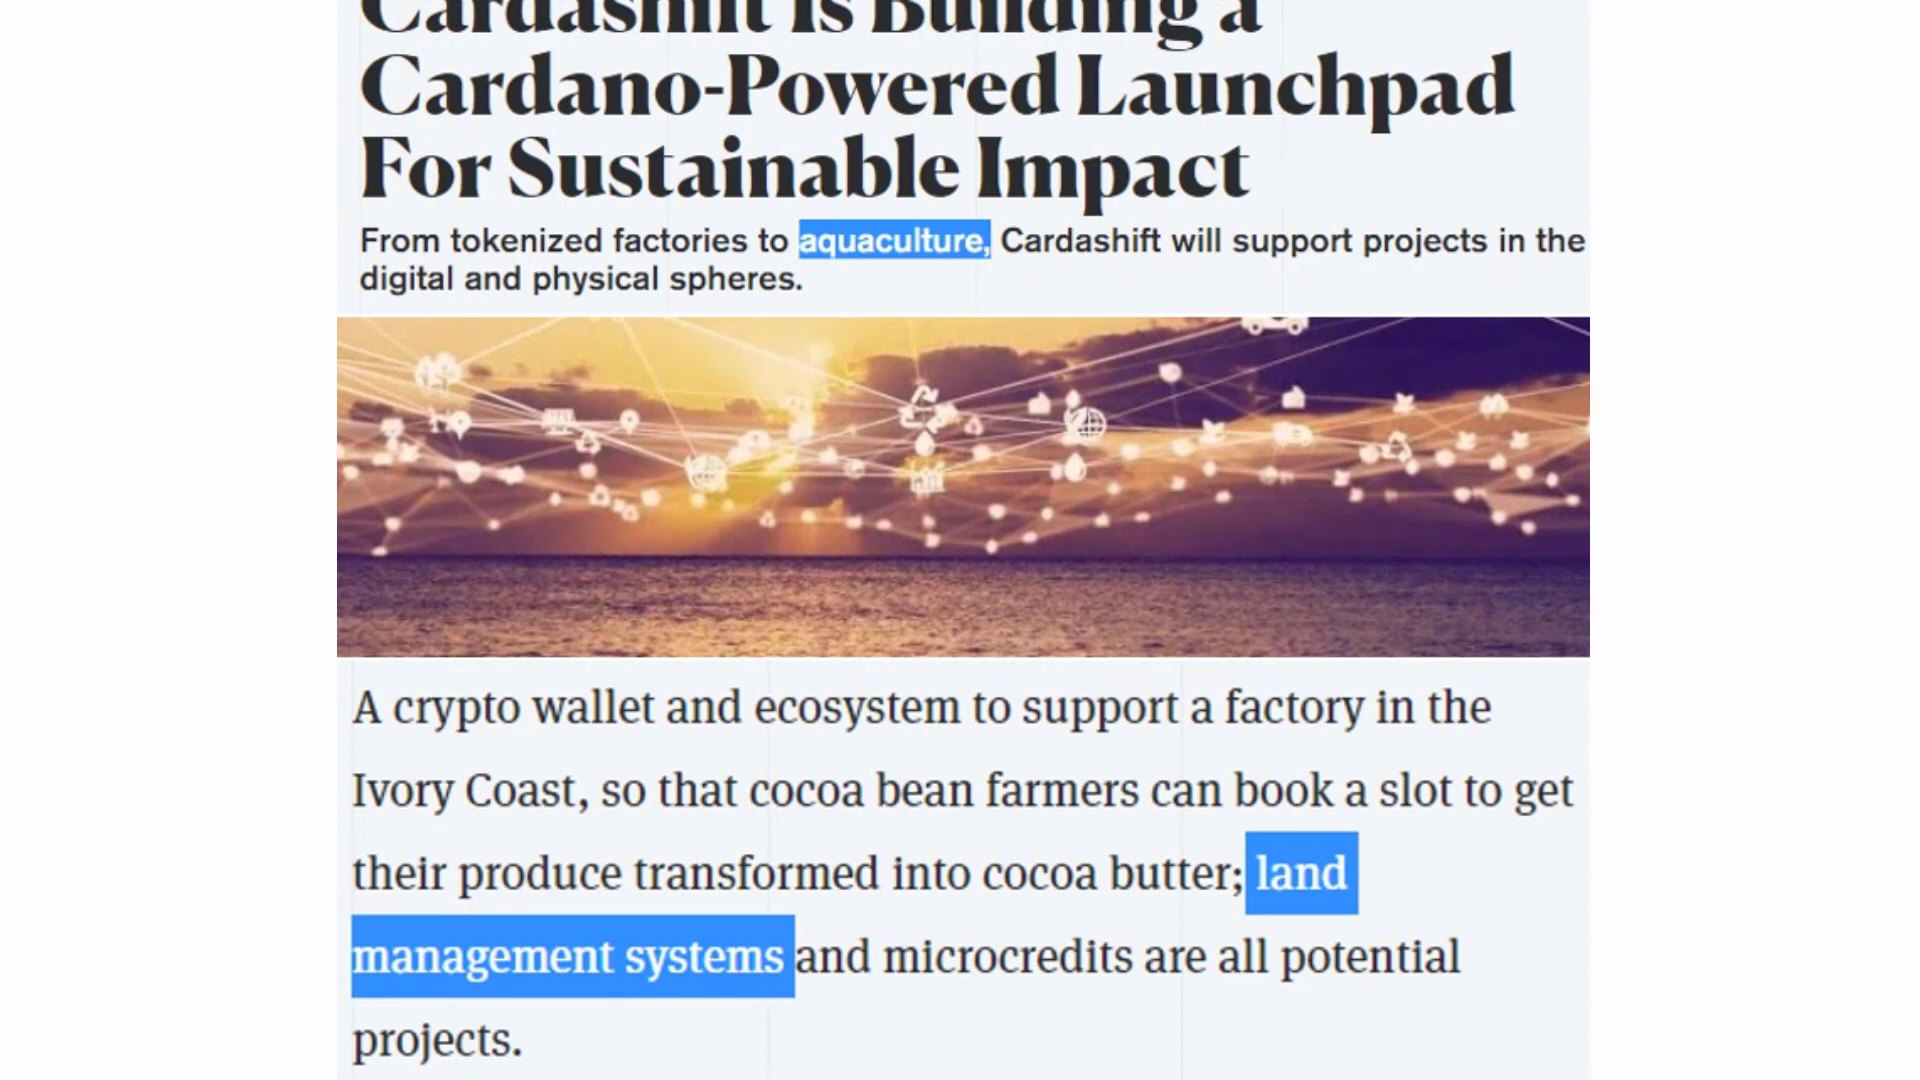 Cardashift Is Building a
Cardano-Powered Launchpad
For Sustainable Impact
From tokenized factories to aquaculture, Cardashift will support projects in the
digital and physical spheres.
A crypto wallet and ecosystem to support a factory in the
Ivory Coast, so that cocoa bean farmers can book a slot to get
their produce transformed into cocoa butter; land
management systems and microcredits are all potential
projects.